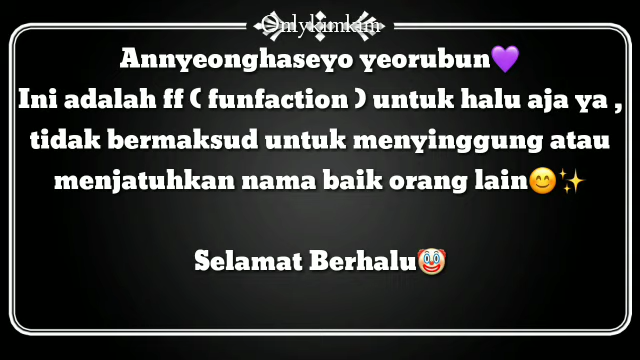 Onlykimkam
Annyeonghaseyo yeorubun💜
Ini adalah ff ( funfaction ) untuk halu aja ya ,
tidak bermaksud untuk menyinggung atau
menjatuhkan nama baik orang lain😊✨
Selamat Berhalu🤡